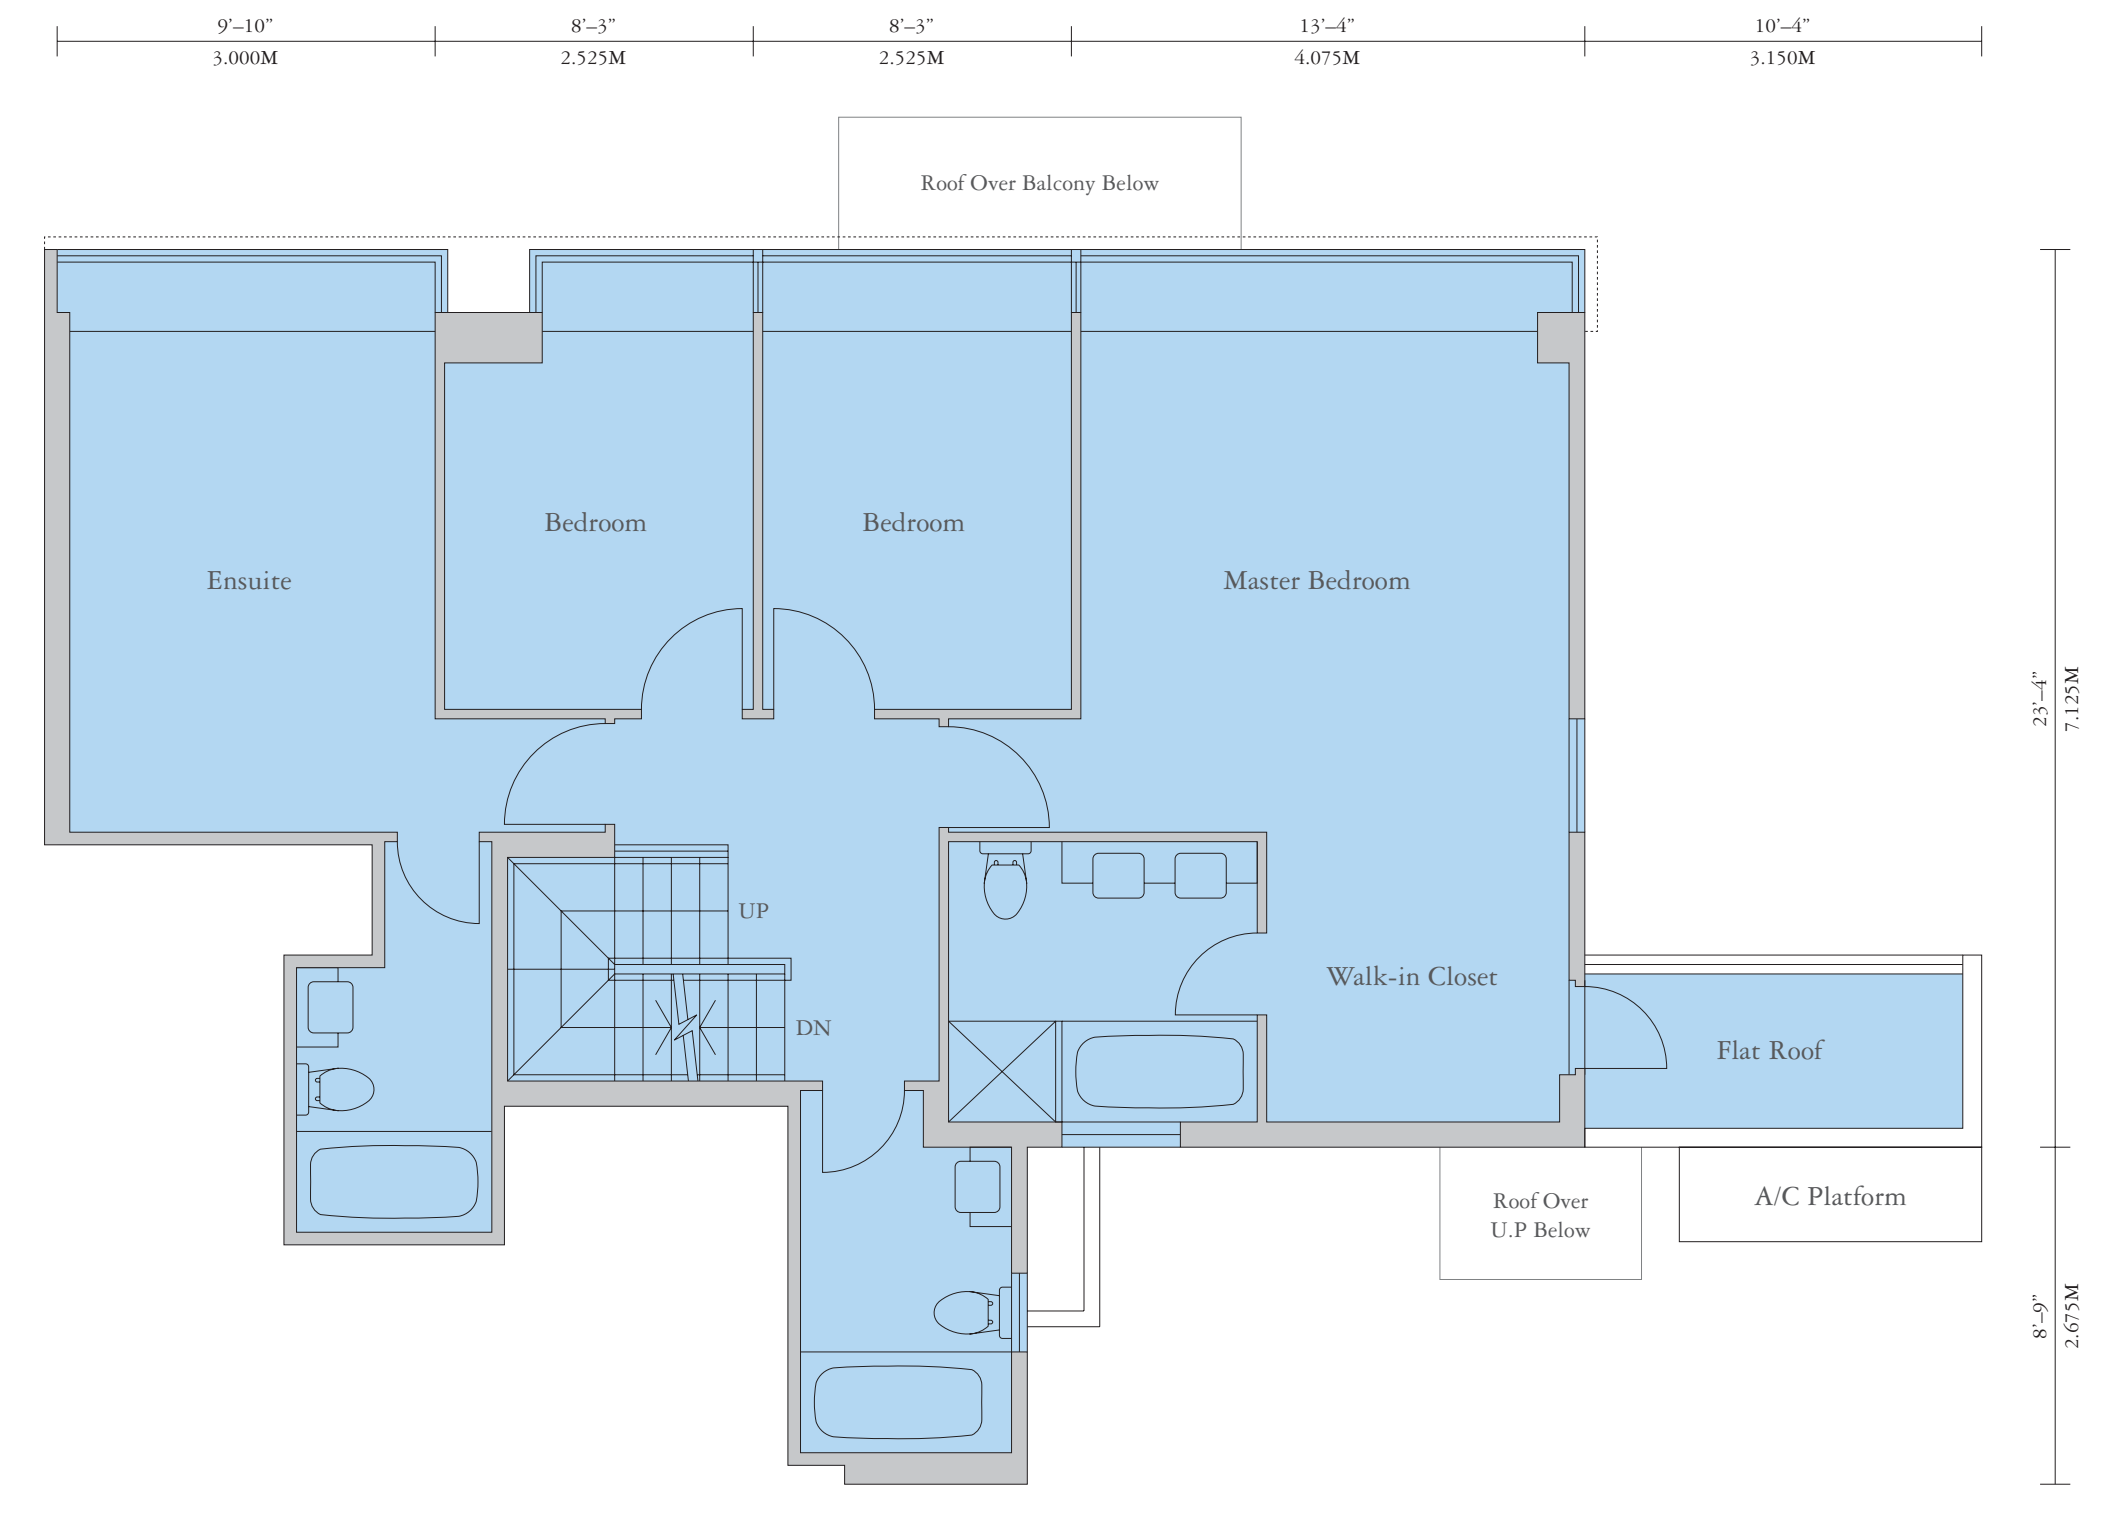 9’–10” 8’–3” 8’–3” 13’–4” 10’–4”
3.000M 2.525M 2.525M 4.075M 3.150M
Roof Over Balcony Below
Bedroom Bedroom
Ensuite Master Bedroom
23’–4”
7.125M
UP
Walk-in Closet
DN
Flat Roof
A/C Platform
Roof Over
U.P Below
8’–9”
2.675M